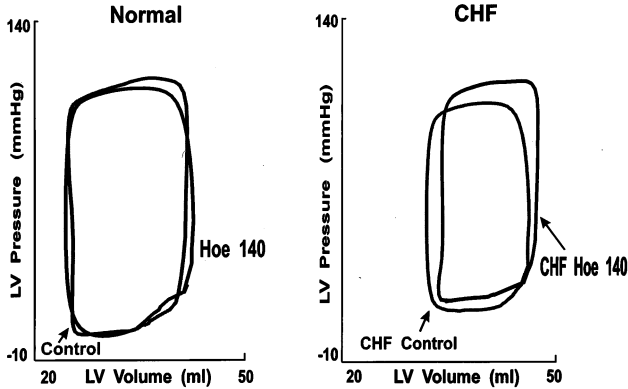 Normal
140
LV Pressure (mmHg)
Hoe 140
Control
-10
20 LV Volume (ml) 50
CHF
140
LV Pressure (mmHg)
CHF Hoe 140
CHF Control
-10
20 LV Volume (ml) 50